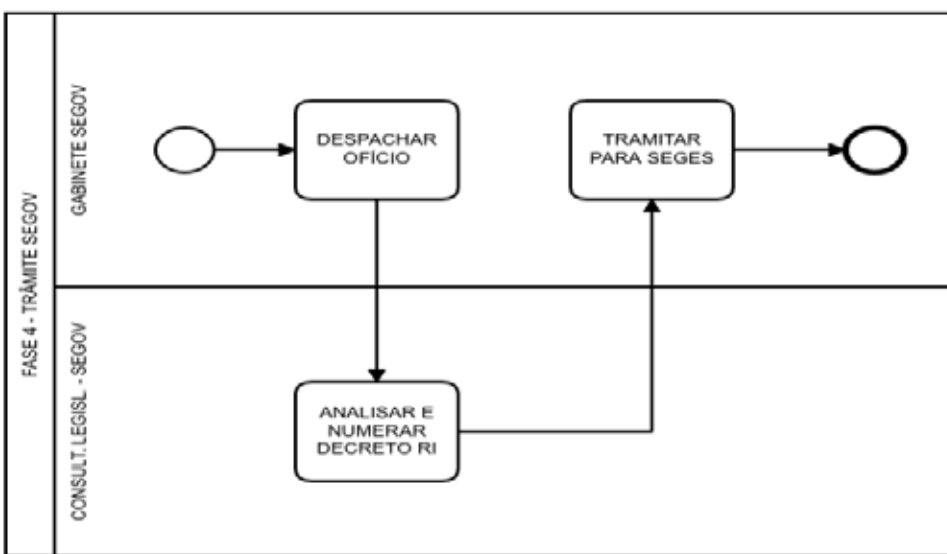 FASE 4 - TRÂMITE SEGOV
GABINETE SEGOV
DESPACHAR
OFÍCIO
TRAMITAR
PARA SEGES
CONSULT. LEGISL. - SEGOV
ANALISAR E
NUMERAR
DECRETO RI